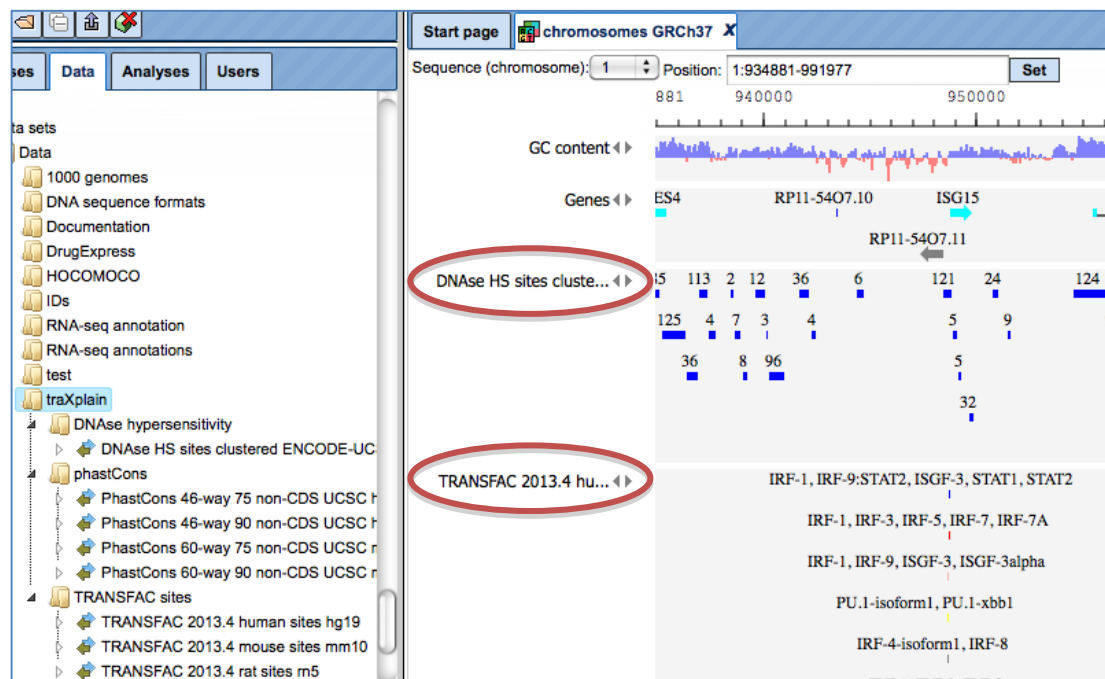 ses Data Analyses Users
ta sets
Data
1000 genomes
DNA sequence formats
Documentation
DrugExpress
HOCOMOCO
IDs
RNA-seq annotation
RNA-seq annotations
test
traXplain
DNAse hypersensitivity
DNAse HS sites clustered ENCODE-UC
phastCons
PhastCons 46-way 75 non-CDS UCSC h
PhastCons 46-way 90 non-CDS UCSC h
PhastCons 60-way 75 non-CDS UCSC r
PhastCons 60-way 90 non-CDS UCSC r
TRANSFAC sites
TRANSFAC 2013.4 human sites hg19
TRANSFAC 2013.4 mouse sites mm10
TRANSFAC 2013.4 rat sites rn5
Start page chromosomes GRCh37 X
Sequence (chromosome): 1 Position: 1:934881-991977 Set
881 940000 950000
GC content
Genes ES4 RP11-54O7.10 ISG15
RP11-54O7.11
DNAse HS sites cluste... 35 113 2 12 36 6 121 24 124
125 4 7 3 4 5 9
36 8 96 5
32
TRANSFAC 2013.4 hu... IRF-1, IRF-9:STAT2, ISGF-3, STAT1, STAT2
IRF-1, IRF-3, IRF-5, IRF-7, IRF-7A
IRF-1, IRF-9, ISGF-3, ISGF-3alpha
PU.1-isoform1, PU.1-xbb1
IRF-4-isoform1, IRF-8